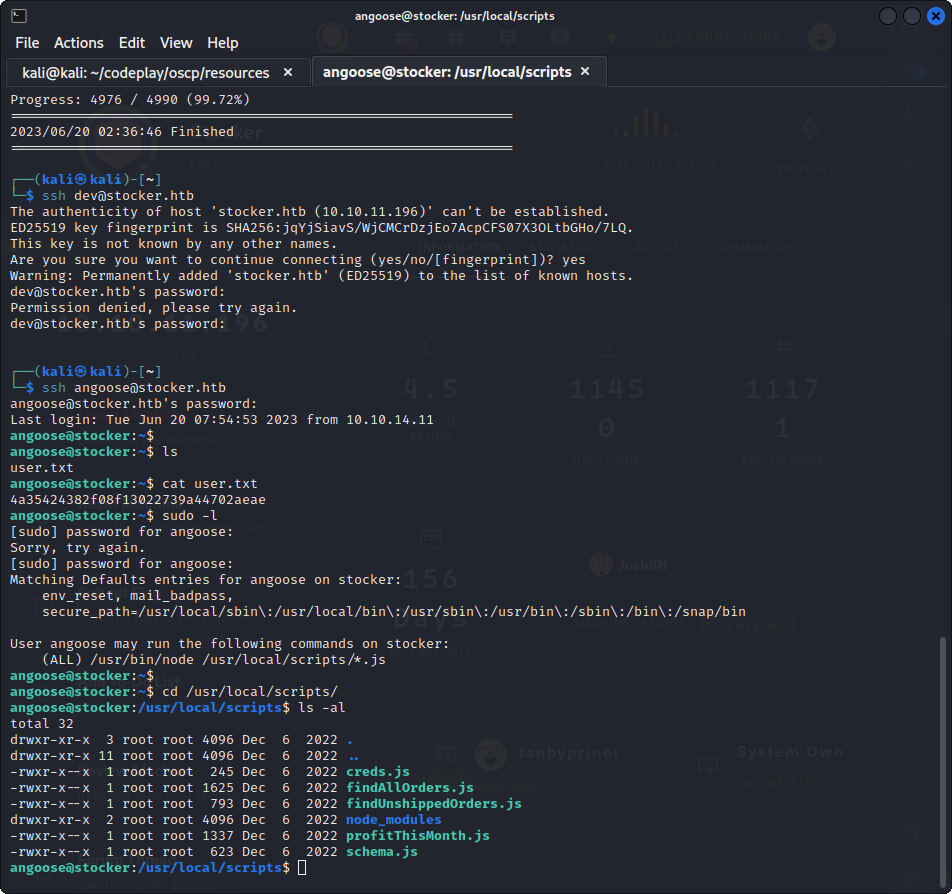 angoose@stocker: /usr/local/scripts
File Actions Edit View Help
kali@kali: ~/codeplay/oscp/resources ×
angoose@stocker: /usr/local/scripts ×
Progress: 4976 / 4990 (99.72%)
===============================================================
2023/06/20 02:36:46 Finished
===============================================================
┌──(kali㉿kali)-[~]
└─$ ssh dev@stocker.htb
The authenticity of host 'stocker.htb (10.10.11.196)' can't be established.
ED25519 key fingerprint is SHA256:jqYjSiavS/WjCMCrDzjEo7AcpCFS07X3OLtbGHo/7LQ.
This key is not known by any other names.
Are you sure you want to continue connecting (yes/no/[fingerprint])? yes
Warning: Permanently added 'stocker.htb' (ED25519) to the list of known hosts.
dev@stocker.htb's password:
Permission denied, please try again.
dev@stocker.htb's password:
┌──(kali㉿kali)-[~]
└─$ ssh angoose@stocker.htb
angoose@stocker.htb's password:
Last login: Tue Jun 20 07:54:53 2023 from 10.10.14.11
angoose@stocker:~$
angoose@stocker:~$ ls
user.txt
angoose@stocker:~$ cat user.txt
4a35424382f08f13022739a44702aeae
angoose@stocker:~$ sudo -l
[sudo] password for angoose:
Sorry, try again.
[sudo] password for angoose:
Matching Defaults entries for angoose on stocker:
    env_reset, mail_badpass,
    secure_path=/usr/local/sbin\:/usr/local/bin\:/usr/sbin\:/usr/bin\:/sbin\:/bin\:/snap/bin
User angoose may run the following commands on stocker:
    (ALL) /usr/bin/node /usr/local/scripts/*.js
angoose@stocker:~$
angoose@stocker:~$ cd /usr/local/scripts/
angoose@stocker:/usr/local/scripts$ ls -al
total 32
drwxr-xr-x  3 root root 4096 Dec  6  2022 .
drwxr-xr-x 11 root root 4096 Dec  6  2022 ..
-rwxr-x--x  1 root root  245 Dec  6  2022 creds.js
-rwxr-x--x  1 root root 1625 Dec  6  2022 findAllOrders.js
-rwxr-x--x  1 root root  793 Dec  6  2022 findUnshippedOrders.js
drwxr-xr-x  2 root root 4096 Dec  6  2022 node_modules
-rwxr-x--x  1 root root 1337 Dec  6  2022 profitThisMonth.js
-rwxr-x--x  1 root root  623 Dec  6  2022 schema.js
angoose@stocker:/usr/local/scripts$